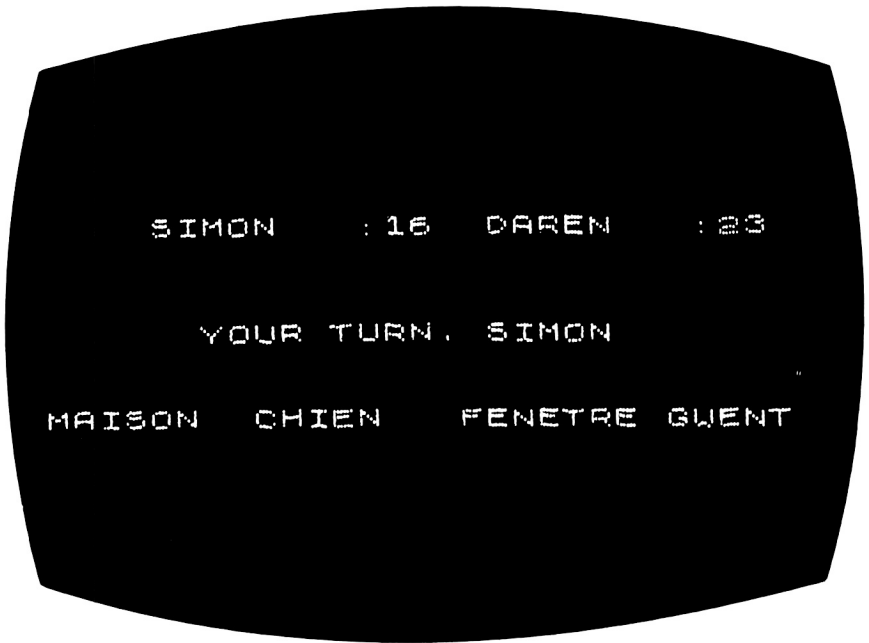 SIMON :16 DAREN :23
YOUR TURN, SIMON
MAISON CHIEN FENETRE GWENT